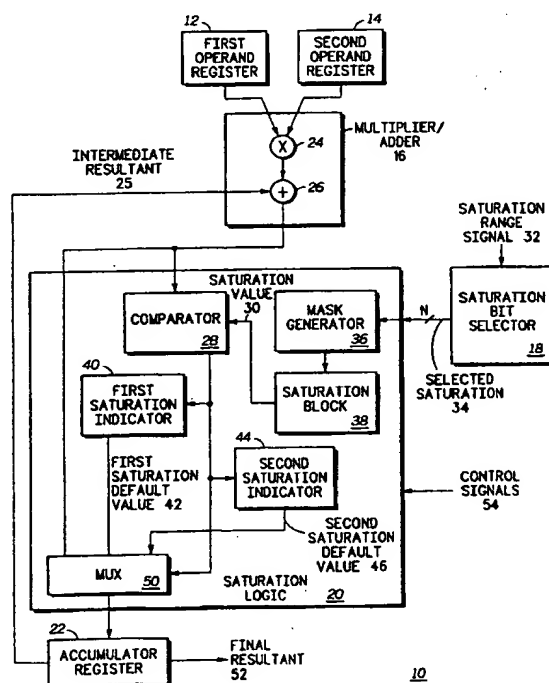 12
FIRST
OPERAND
REGISTER
14
SECOND
OPERAND
REGISTER
MULTIPLIER/
ADDER
16
X
24
+
26
INTERMEDIATE
RESULTANT
25
SATURATION
RANGE
SIGNAL 32
SATURATION
BIT
SELECTOR
18
SATURATION
VALUE
30
COMPARATOR
28
MASK
GENERATOR
36
N
SELECTED
SATURATION
34
SATURATION
BLOCK
38
40
FIRST
SATURATION
INDICATOR
44
SECOND
SATURATION
INDICATOR
FIRST
SATURATION
DEFAULT
VALUE 42
CONTROL
SIGNALS
54
SECOND
SATURATION
DEFAULT
VALUE 46
MUX
50
SATURATION
LOGIC
20
22
ACCUMULATOR
REGISTER
FINAL
RESULTANT
52
10